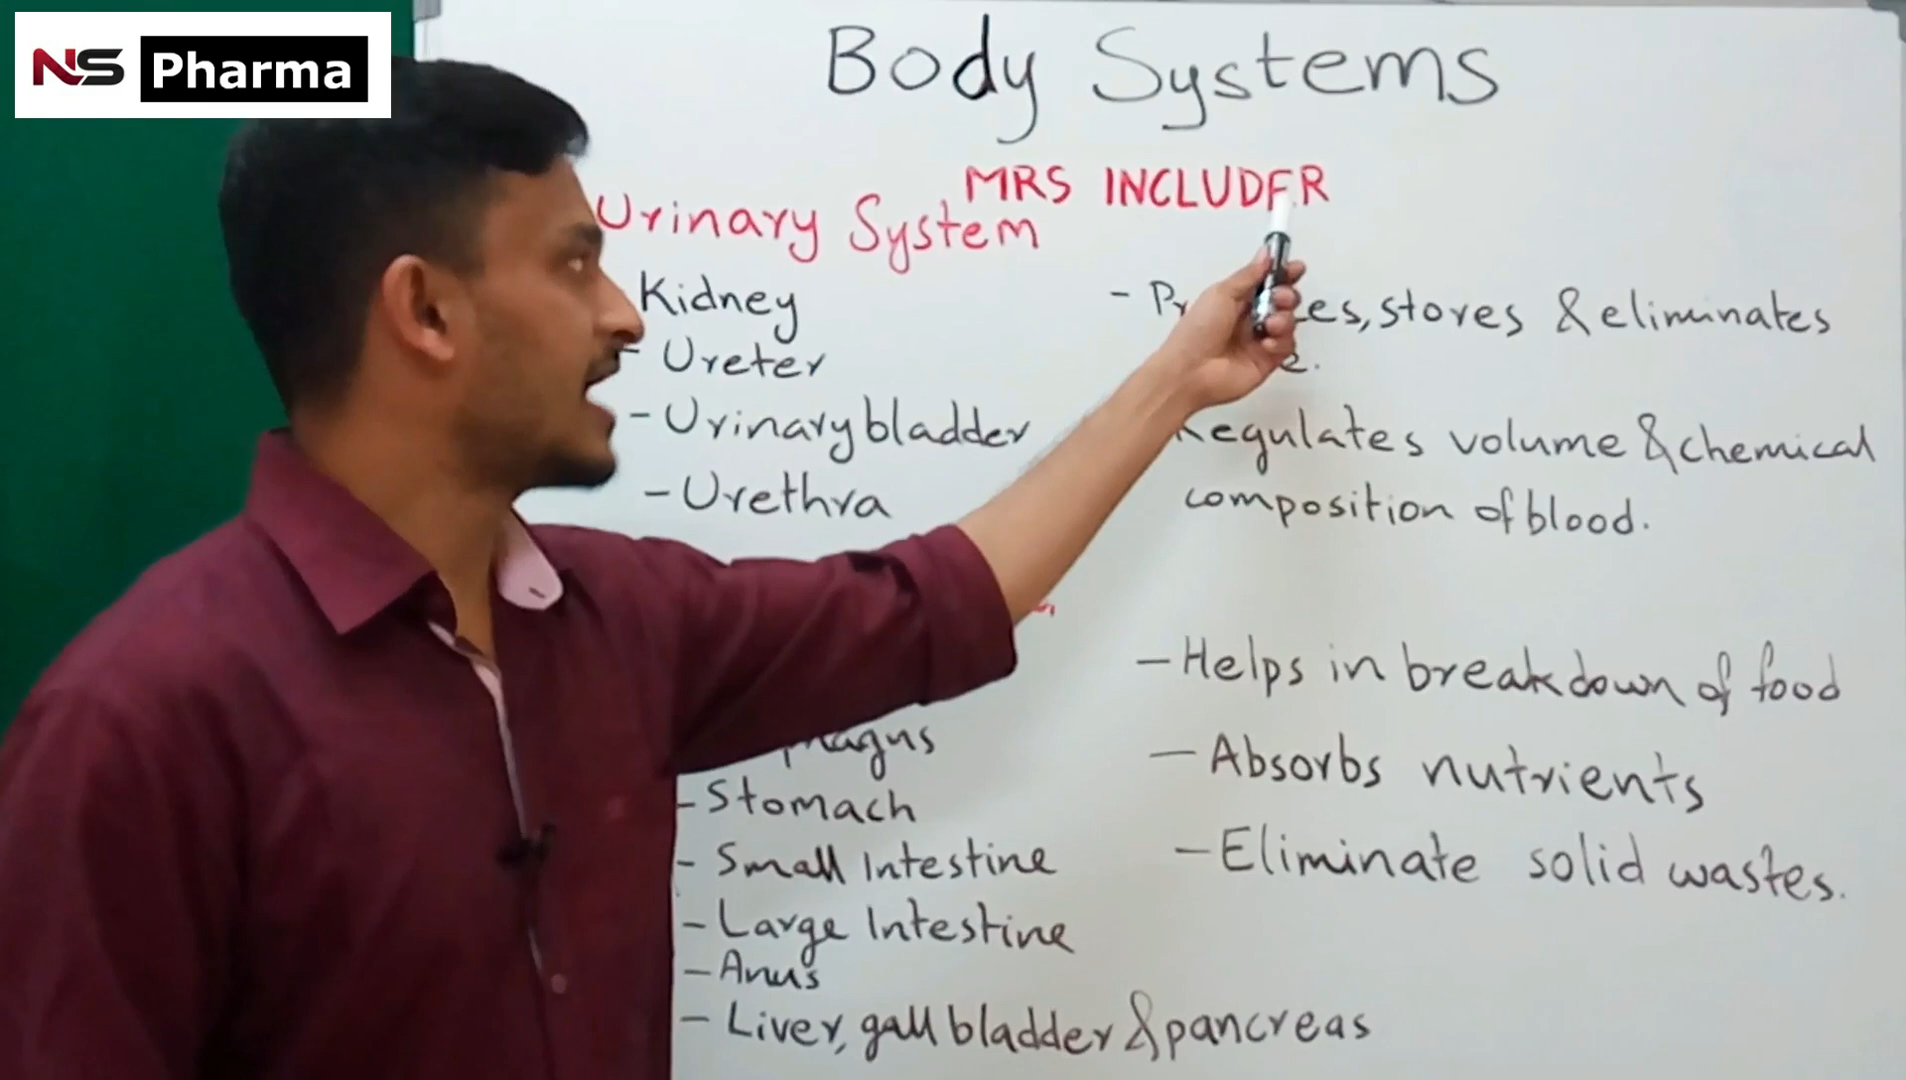 NS Pharma
Body Systems
MRS INCLUDER
Urinary System
Kidney
- Ureter
- Urinary bladder
- Urethra
- stores & eliminates
Regulates volume & chemical
composition of blood.
- Stomach
- Small Intestine
- Large Intestine
- Anus
- Liver, gall bladder & pancreas
- Helps in breakdown of food
- Absorbs nutrients
- Eliminate solid wastes.